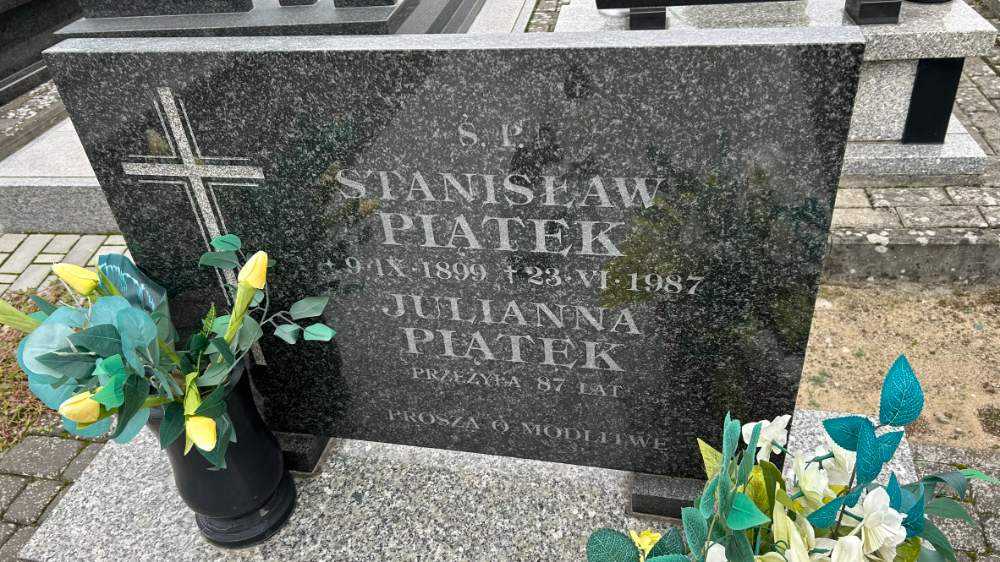 Ś. P.
STANISŁAW
PIĄTEK
* 9·IX·1899 † 23·VI·1987
JULIANNA
PIĄTEK
PRZEŻYŁA 87 LAT
PROSZĄ O MODLITWĘ